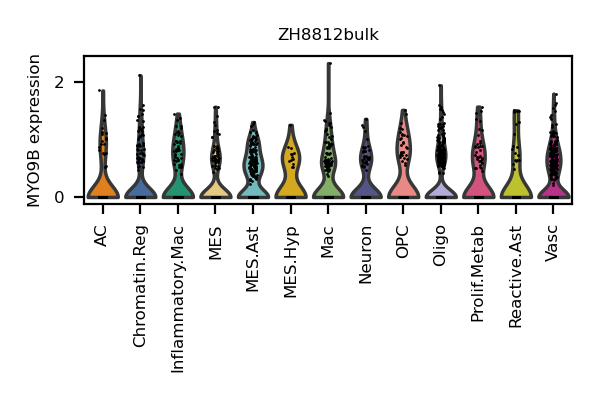 ZH8812bulk
MYO9B expression
2
0
AC
Chromatin.Reg
Inflammatory.Mac
MES
MES.Ast
MES.Hyp
Mac
Neuron
OPC
Oligo
Prolif.Metab
Reactive.Ast
Vasc